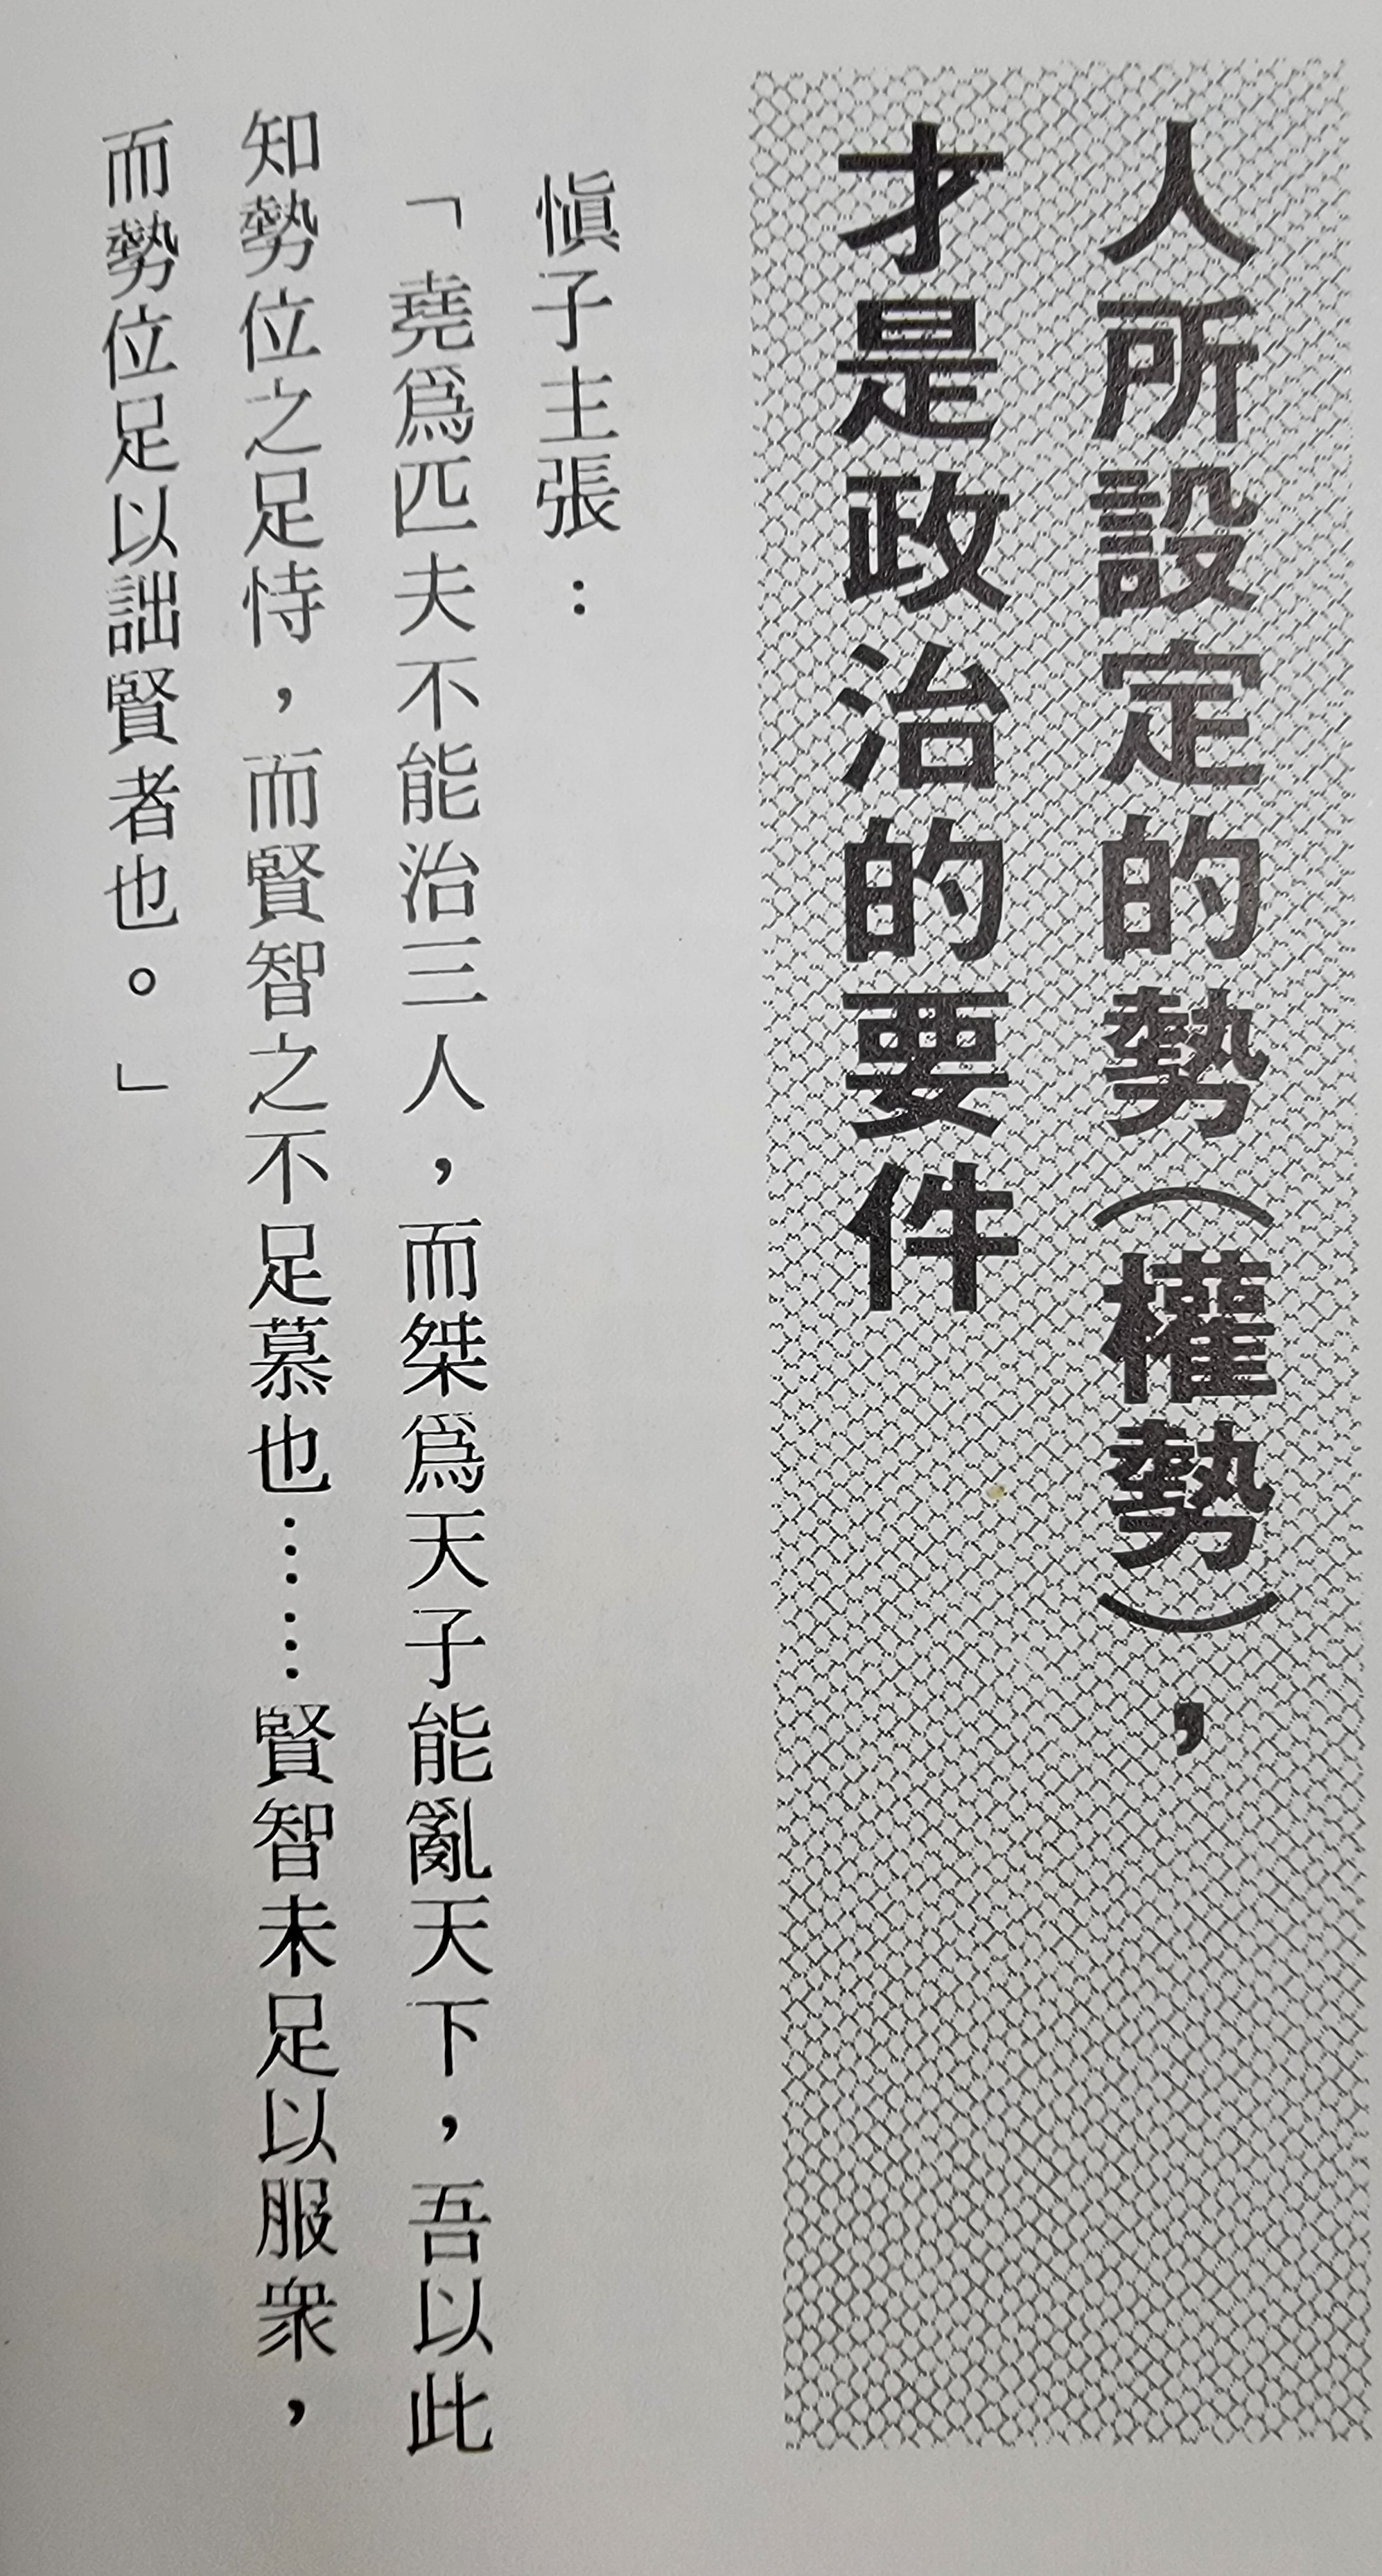 人所設定的勢（權勢），
才是政治的要件
愼子主張：
「堯爲匹夫不能治三人，而桀爲天子能亂天下，吾以此
知勢位之足恃，而賢智之不足慕也……賢智未足以服衆，
而勢位足以詘賢者也。」